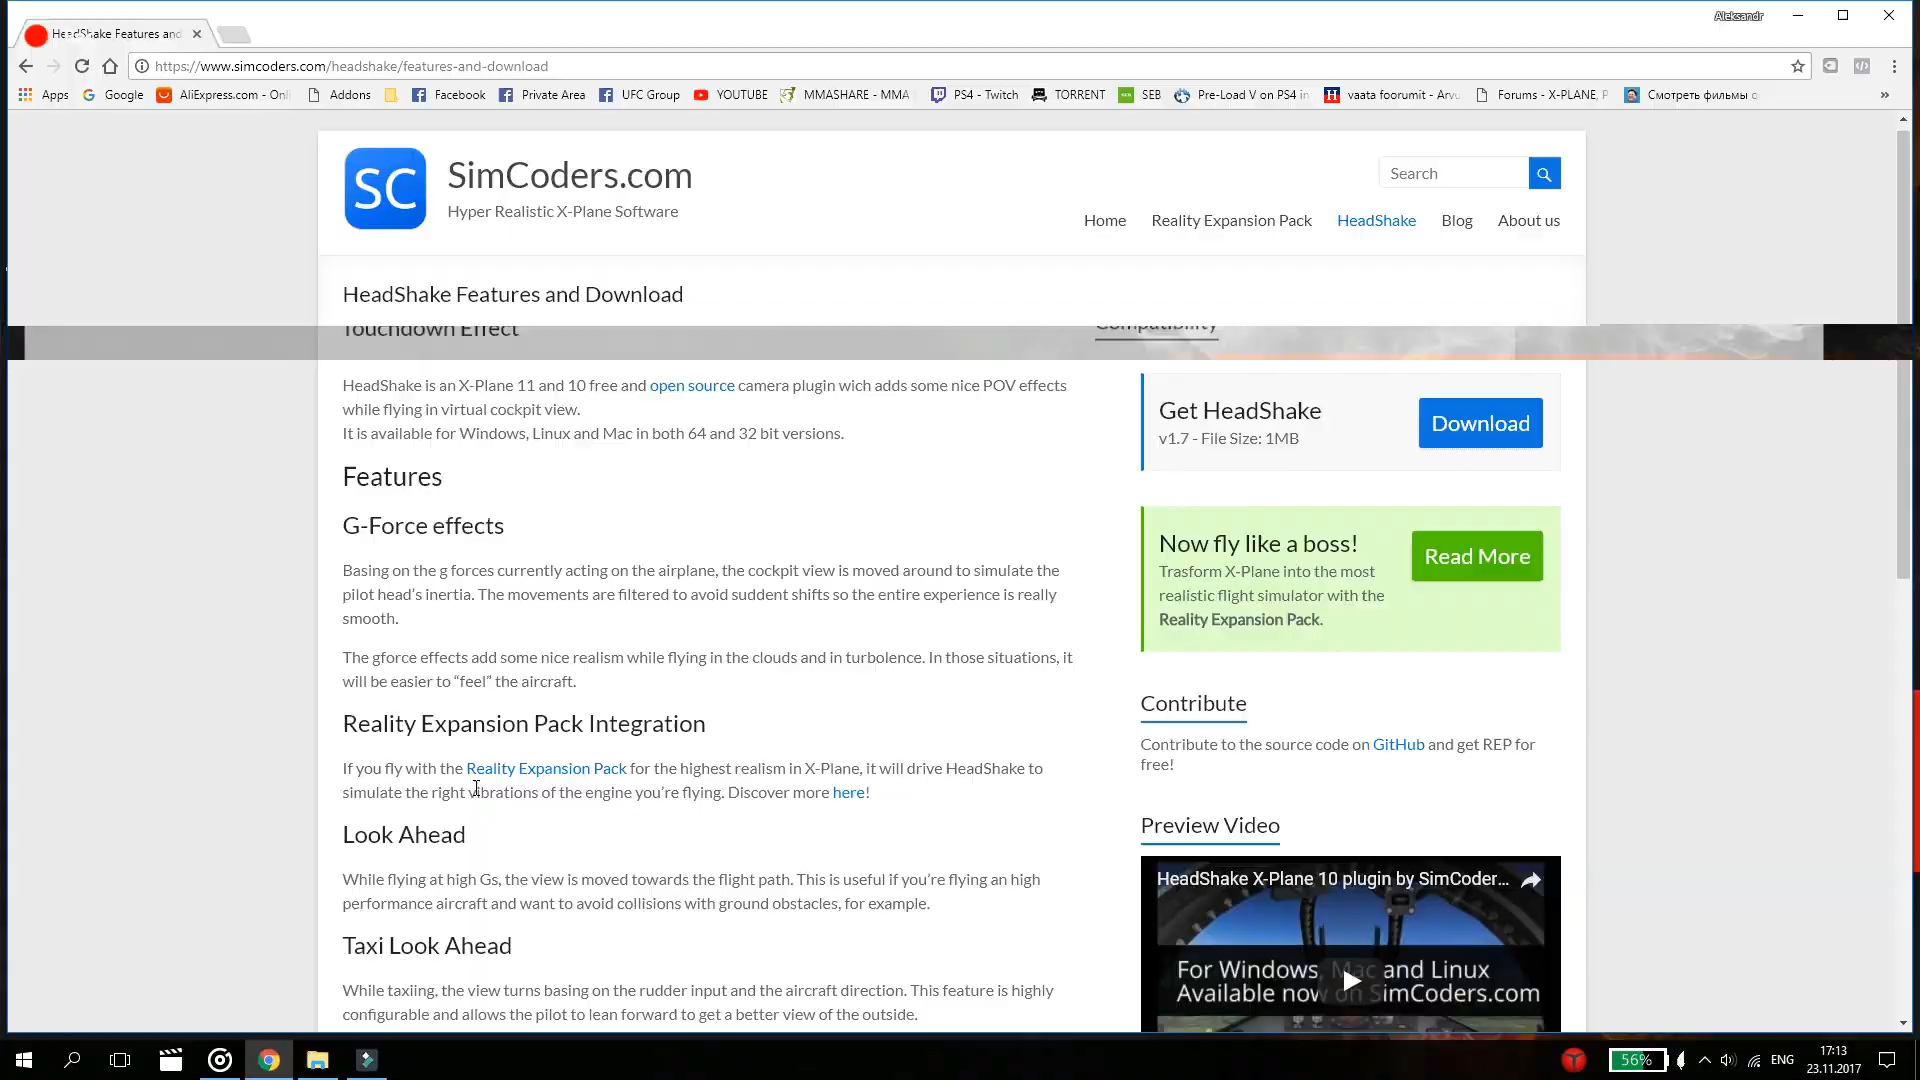 Aleksandr
HeadShake Features and
https://www.simcoders.com/headshake/features-and-download
Apps Google AliExpress.com - Onli Addons Facebook Private Area UFC Group YOUTUBE MMASHARE - MMA PS4 - Twitch TORRENT SEB Pre-Load V on PS4 in vaata foorumit - Arvu Forums - X-PLANE, P Смотреть фильмы о »
SC
SimCoders.com
Hyper Realistic X-Plane Software
Search
Home Reality Expansion Pack HeadShake Blog About us
HeadShake Features and Download
Touchdown Effect
Compatibility
HeadShake is an X-Plane 11 and 10 free and open source camera plugin wich adds some nice POV effects
while flying in virtual cockpit view.
It is available for Windows, Linux and Mac in both 64 and 32 bit versions.
Features
G-Force effects
Basing on the g forces currently acting on the airplane, the cockpit view is moved around to simulate the
pilot head's inertia. The movements are filtered to avoid suddent shifts so the entire experience is really
smooth.
The gforce effects add some nice realism while flying in the clouds and in turbolence. In those situations, it
will be easier to “feel” the aircraft.
Reality Expansion Pack Integration
If you fly with the Reality Expansion Pack for the highest realism in X-Plane, it will drive HeadShake to
simulate the right vibrations of the engine you're flying. Discover more here!
Look Ahead
While flying at high Gs, the view is moved towards the flight path. This is useful if you're flying an high
performance aircraft and want to avoid collisions with ground obstacles, for example.
Taxi Look Ahead
While taxiing, the view turns basing on the rudder input and the aircraft direction. This feature is highly
configurable and allows the pilot to lean forward to get a better view of the outside.
Get HeadShake
v1.7 - File Size: 1MB
Download
Now fly like a boss!
Trasform X-Plane into the most
realistic flight simulator with the
Reality Expansion Pack.
Read More
Contribute
Contribute to the source code on GitHub and get REP for
free!
Preview Video
HeadShake X-Plane 10 plugin by SimCoder...
For Windows, Mac and Linux
Available now on SimCoders.com
56%
ENG
17:13
23.11.2017